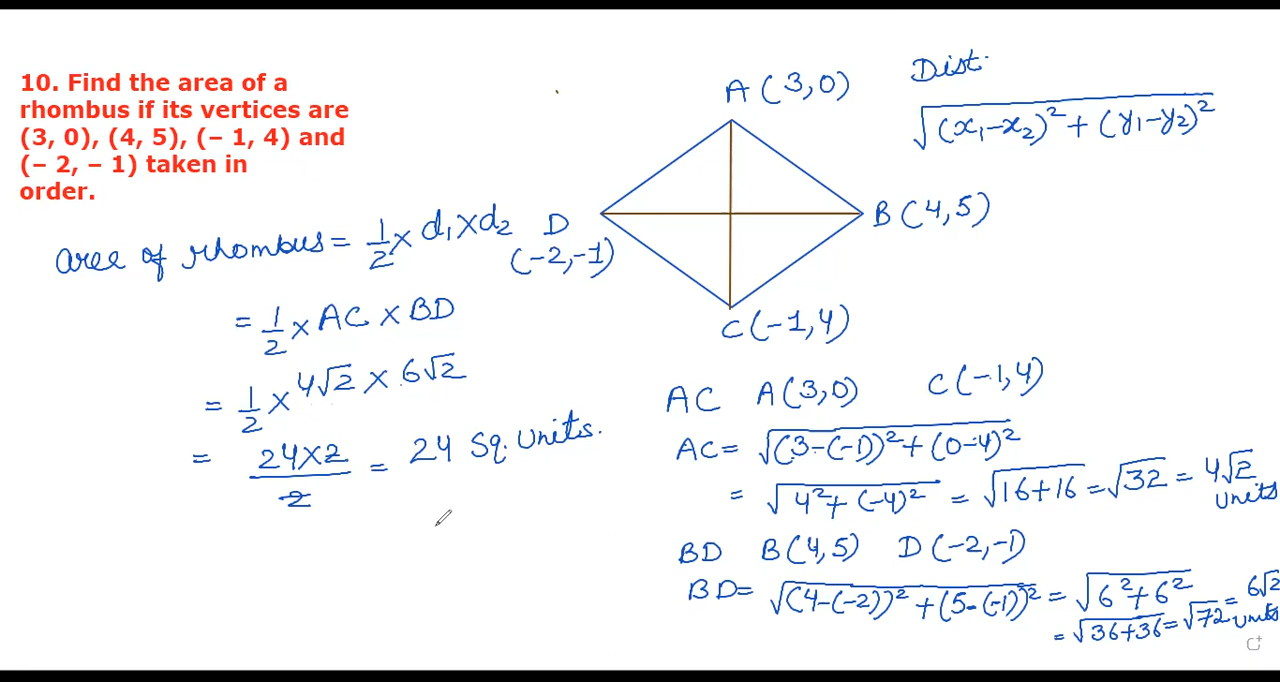 10. Find the area of a
rhombus if its vertices are
(3, 0), (4, 5), (– 1, 4) and
(– 2, – 1) taken in
order.
Area of rhombus = 1/2 × d₁ × d₂
= 1/2 × AC × BD
= 1/2 × 4√2 × 6√2
= 24×2/2 = 24 Sq. Units.
A (3,0)
B (4,5)
D
(-2,-1)
C (-1,4)
Dist.
√(x₁-x₂)² + (y₁-y₂)²
AC A(3,0) C(-1,4)
AC = √(3-(-1))² + (0-4)²
= √4² + (-4)² = √16+16 = √32 = 4√2
units
BD B(4,5) D(-2,-1)
BD = √(4-(-2))² + (5-(-1))² = √6²+6²
= √36+36 = √72 = 6√2
units